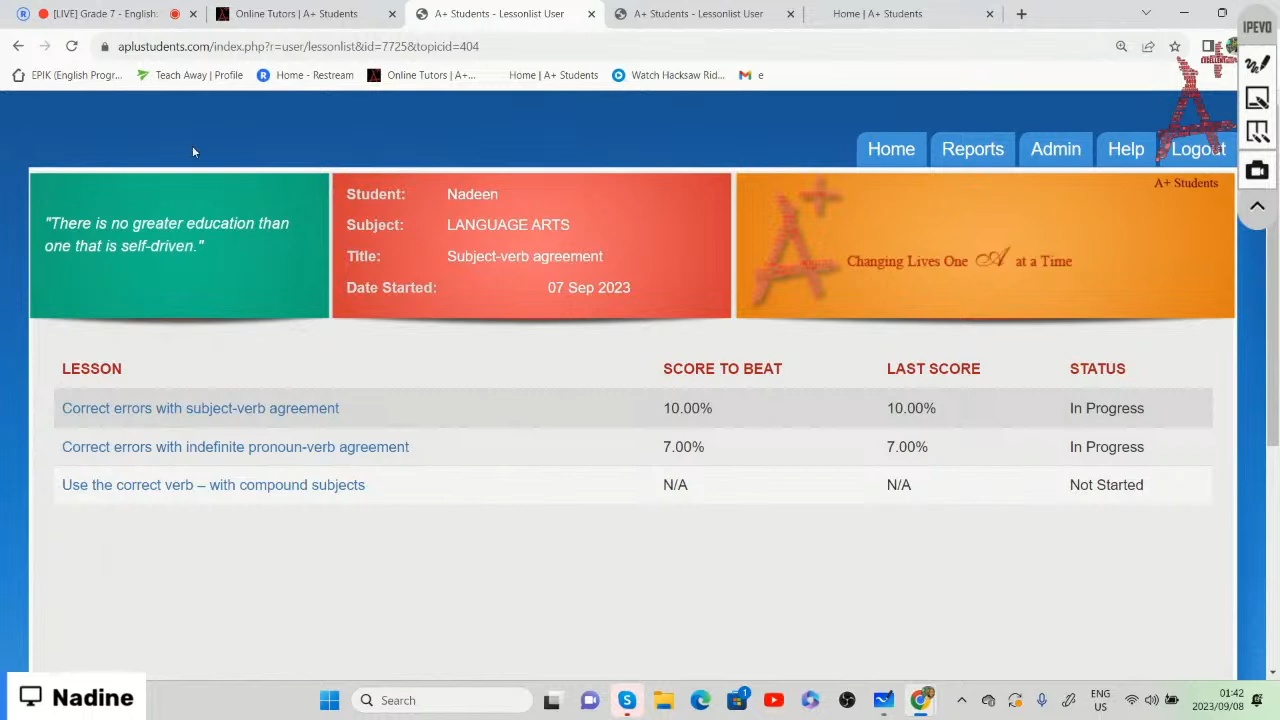 [LIVE] Grade 7 - English:
Online Tutors | A+ Students
A+ Students - Lessonlist User
A+ Students - Lessonlist User
Home | A+ Students
IPEVO
aplustudents.com/index.php?r=user/lessonlist&id=7725&topicid=404
EPIK (English Progr...
Teach Away | Profile
Home - Restream
Online Tutors | A+...
Home | A+ Students
Watch Hacksaw Rid...
e
Home
Reports
Admin
Help
Logout
"There is no greater education than
one that is self-driven."
Student: Nadeen
Subject: LANGUAGE ARTS
Title: Subject-verb agreement
Date Started: 07 Sep 2023
A+ Students
Changing Lives One A at a Time
LESSON SCORE TO BEAT LAST SCORE STATUS
Correct errors with subject-verb agreement 10.00% 10.00% In Progress
Correct errors with indefinite pronoun-verb agreement 7.00% 7.00% In Progress
Use the correct verb – with compound subjects N/A N/A Not Started
Nadine
Search
1
ENG
US
01:42
2023/09/08